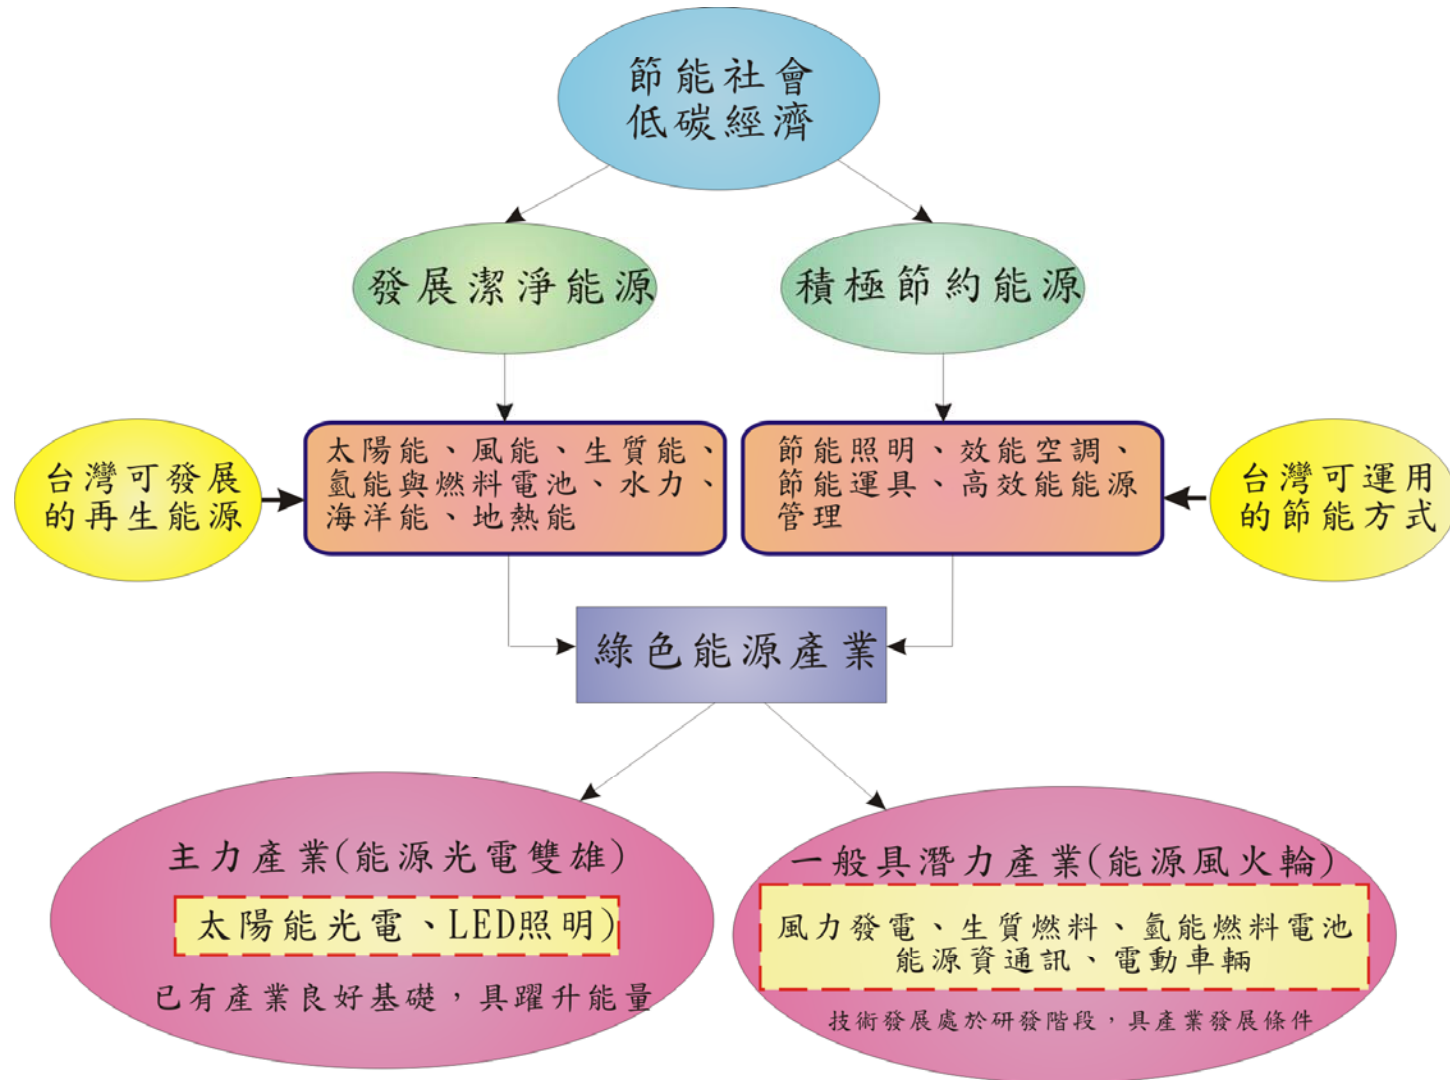 節能社會
低碳經濟
發展潔淨能源
積極節約能源
台灣可發展
的再生能源
太陽能、風能、生質能、
氫能與燃料電池、水力、
海洋能、地熱能
節能照明、效能空調、
節能運具、高效能能源
管理
台灣可運用
的節能方式
綠色能源產業
主力產業(能源光電雙雄)
太陽能光電、LED照明)
已有產業良好基礎，具躍升能量
一般具潛力產業(能源風火輪)
風力發電、生質燃料、氫能燃料電池
能源資通訊、電動車輛
技術發展處於研發階段，具產業發展條件